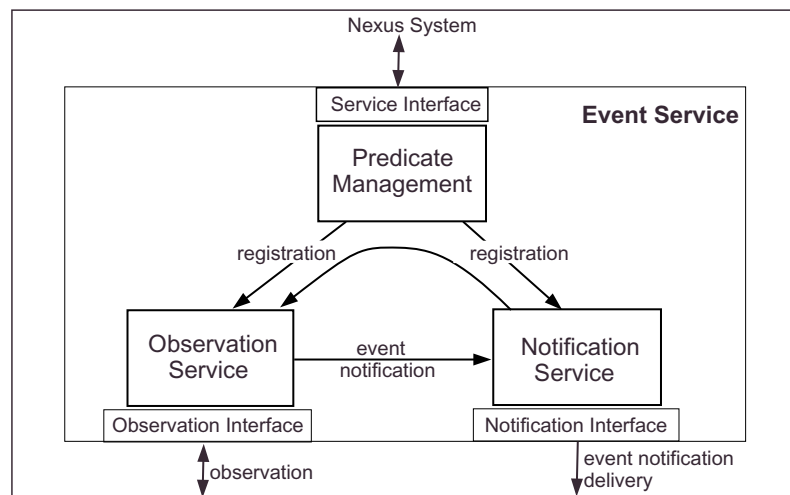 Nexus System
Service Interface
Event Service
Predicate
Management
registration
registration
Observation
Service
event
notification
Notification
Service
Observation Interface
Notification Interface
observation
event notification
delivery